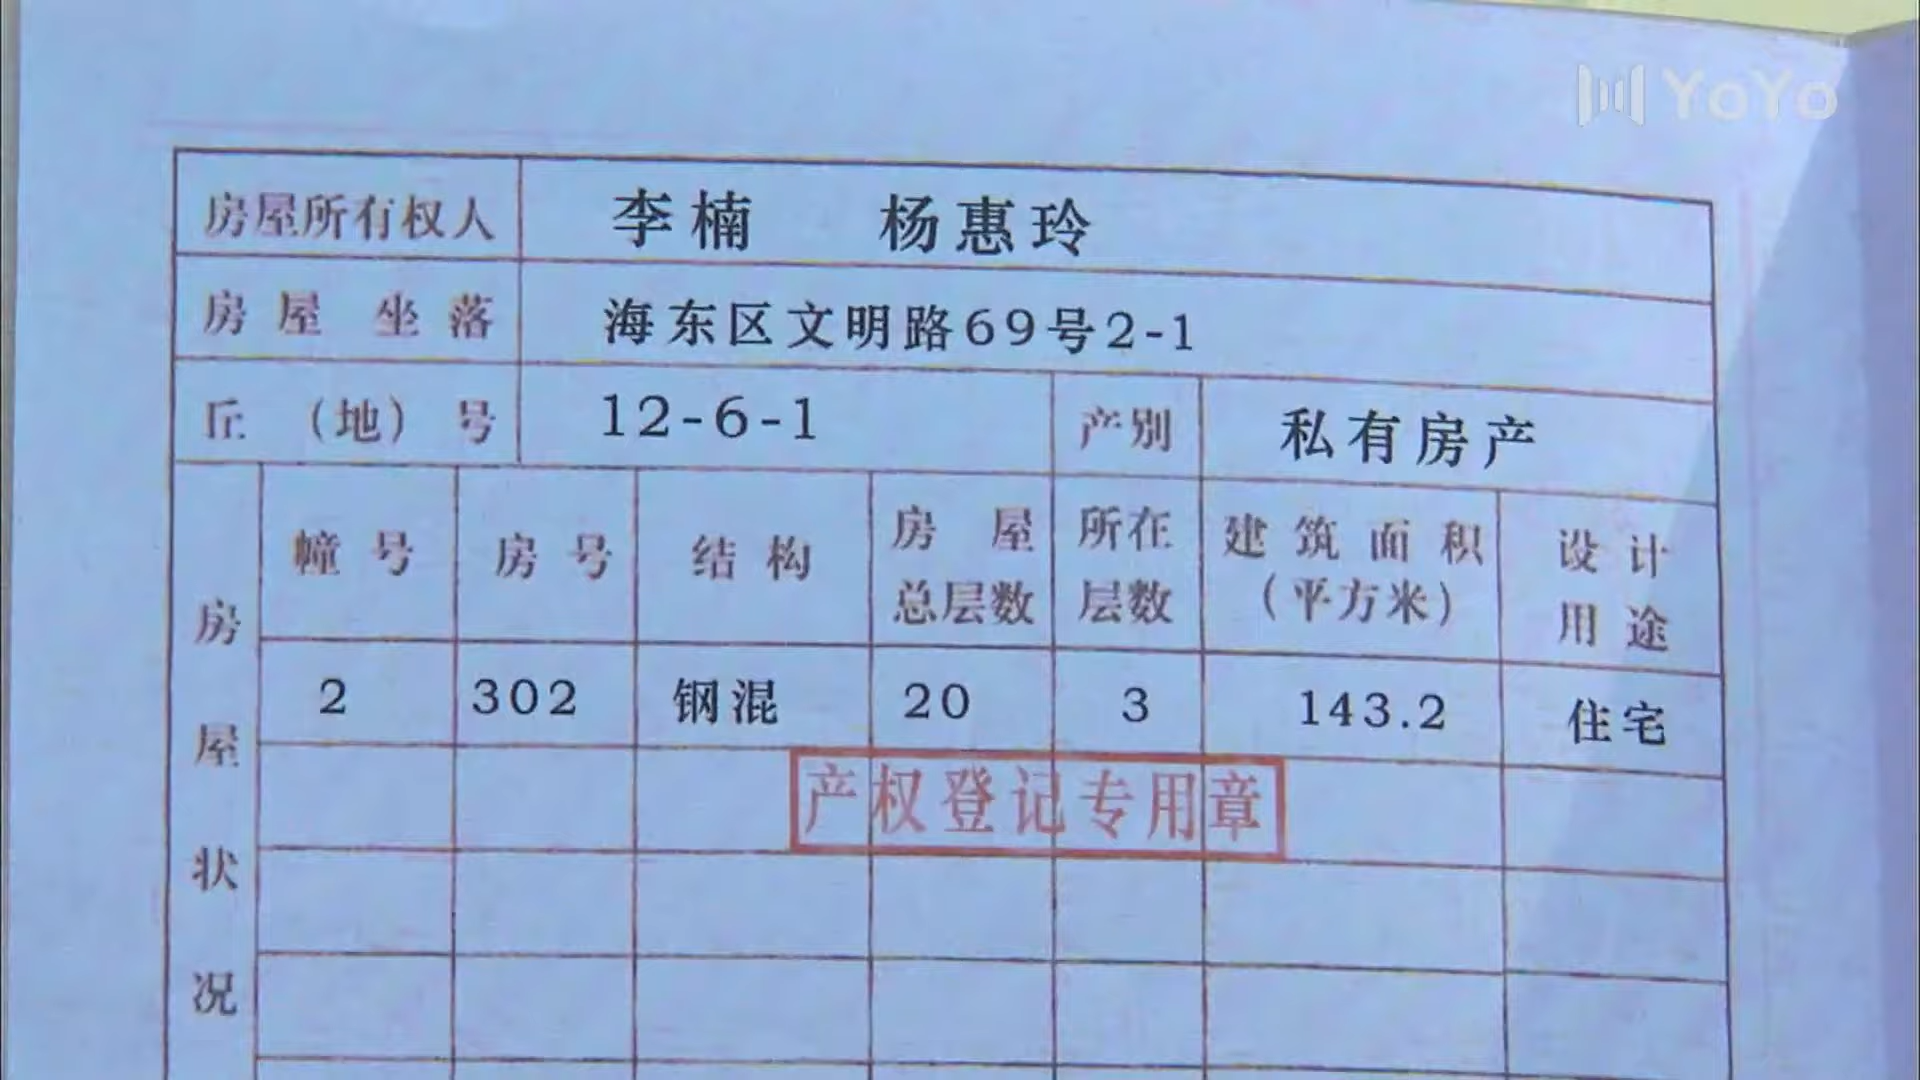 YoYo
房屋所有权人 李楠 杨惠玲
房屋坐落 海东区文明路69号2-1
丘（地）号 12-6-1 产别 私有房产
房屋状况
幢号 房号 结构 房屋总层数 所在层数 建筑面积（平方米） 设计用途
2 302 钢混 20 3 143.2 住宅
产权登记专用章